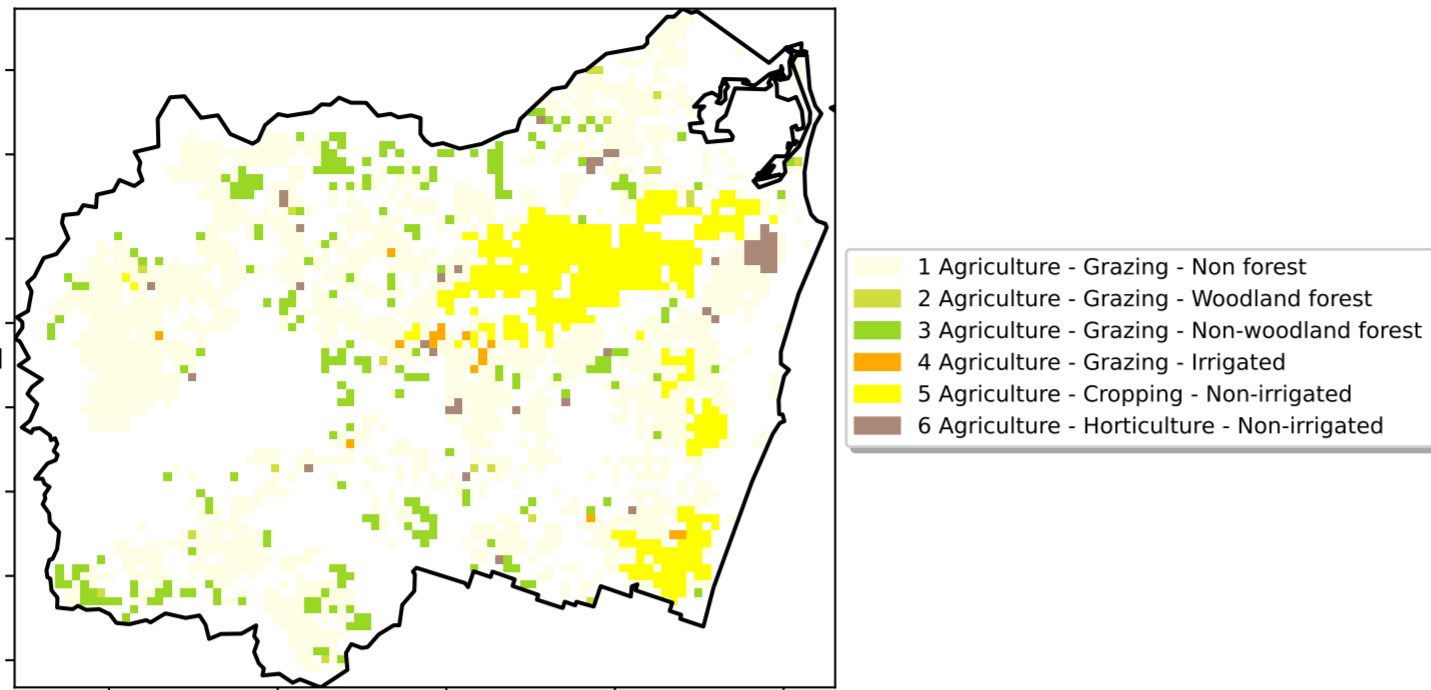 1 Agriculture - Grazing - Non forest
2 Agriculture - Grazing - Woodland forest
3 Agriculture - Grazing - Non-woodland forest
4 Agriculture - Grazing - Irrigated
5 Agriculture - Cropping - Non-irrigated
6 Agriculture - Horticulture - Non-irrigated